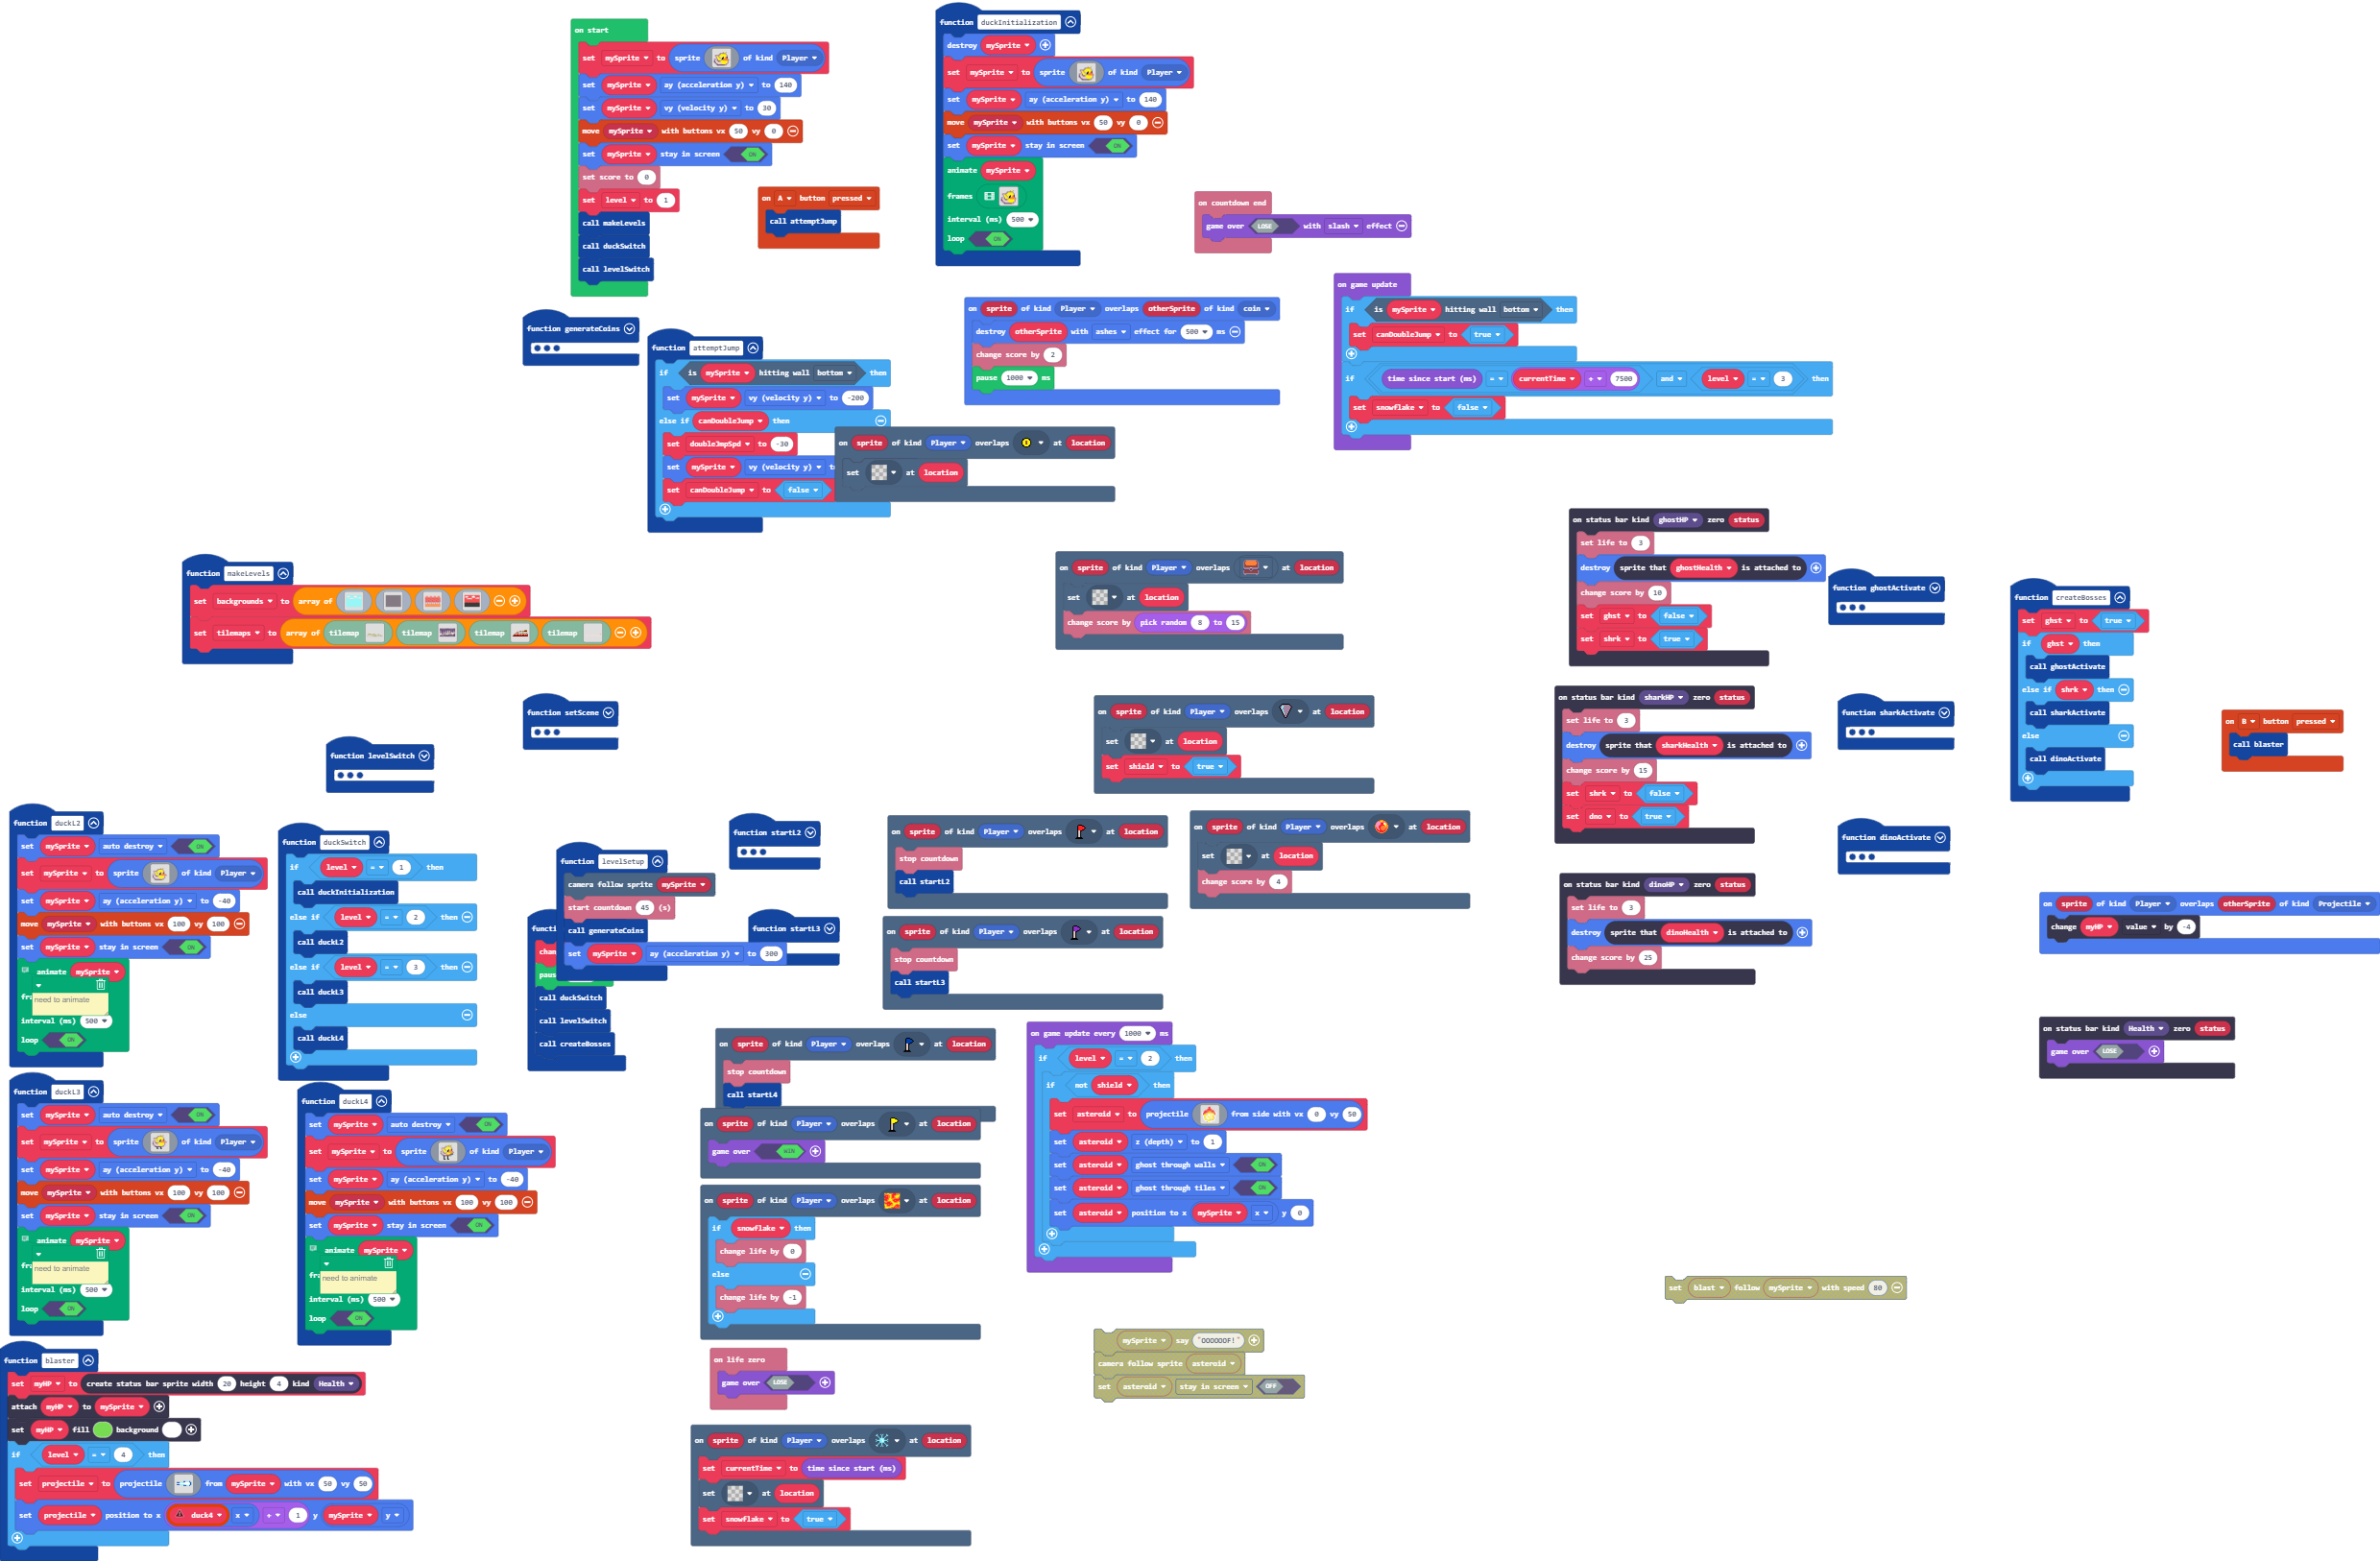 on start
set mySprite to sprite of kind Player
set mySprite ay (acceleration y) to 140
set mySprite vy (velocity y) to 30
move mySprite with buttons vx 50 vy 0
set mySprite stay in screen ON
set score to 0
set level to 1
call makeLevels
call duckSwitch
call levelSwitch
on A button pressed
call attemptJump
function duckInitialization
destroy mySprite
set mySprite to sprite of kind Player
set mySprite ay (acceleration y) to 140
move mySprite with buttons vx 50 vy 0
set mySprite stay in screen ON
animate mySprite
frames
interval (ms) 500
loop ON
on countdown end
game over LOSE with slash effect
on game update
if is mySprite hitting wall bottom then
set canDoubleJump to true
if time since start (ms) = currentTime + 7500 and level = 3 then
set snowflake to false
function generateCoins
function attemptJump
if is mySprite hitting wall bottom then
set mySprite vy (velocity y) to -200
else if canDoubleJump then
set doubleJmpSpd to -30
set mySprite vy (velocity y)
set canDoubleJump to false
on sprite of kind Player overlaps otherSprite of kind coin
destroy otherSprite with ashes effect for 500 ms
change score by 2
pause 1000 ms
on sprite of kind Player overlaps at location
set at location
function makeLevels
set backgrounds to array of
set tilemaps to array of tilemap tilemap tilemap tilemap
on sprite of kind Player overlaps at location
set at location
change score by pick random 8 to 15
on status bar kind ghostHP zero status
set life to 3
destroy sprite that ghostHealth is attached to
change score by 10
set ghst to false
set shrk to true
function ghostActivate
function createBosses
set ghst to true
if ghst then
call ghostActivate
else if shrk then
call sharkActivate
else
call dinoActivate
function setScene
function levelSwitch
on sprite of kind Player overlaps at location
set at location
set shield to true
on status bar kind sharkHP zero status
set life to 3
destroy sprite that sharkHealth is attached to
change score by 15
set shrk to false
set dno to true
function sharkActivate
on B button pressed
call blaster
function duckL2
set mySprite auto destroy ON
set mySprite to sprite of kind Player
set mySprite ay (acceleration y) to -40
move mySprite with buttons vx 100 vy 100
set mySprite stay in screen ON
animate mySprite
need to animate
interval (ms) 500
loop ON
function duckSwitch
if level = 1 then
call duckInitialization
else if level = 2 then
call duckL2
else if level = 3 then
call duckL3
else
call duckL4
function levelSetup
camera follow sprite mySprite
start countdown 45 (s)
call generateCoins
set mySprite ay (acceleration y) to 300
call duckSwitch
call levelSwitch
call createBosses
function startL2
function startL3
on sprite of kind Player overlaps at location
stop countdown
call startL2
on sprite of kind Player overlaps at location
set at location
change score by 4
on sprite of kind Player overlaps at location
stop countdown
call startL3
function dinoActivate
on status bar kind dinoHP zero status
set life to 3
destroy sprite that dinoHealth is attached to
change score by 25
on sprite of kind Player overlaps otherSprite of kind Projectile
change myHP value by -4
on status bar kind Health zero status
game over LOSE
on sprite of kind Player overlaps at location
stop countdown
call startL4
on sprite of kind Player overlaps at location
game over WIN
on sprite of kind Player overlaps at location
if snowflake then
change life by 0
else
change life by -1
on game update every 1000 ms
if level = 2 then
if not shield then
set asteroid to projectile from side with vx 0 vy 50
set asteroid z (depth) to 1
set asteroid ghost through walls ON
set asteroid ghost through tiles ON
set asteroid position to x mySprite x y 0
function duckL3
set mySprite auto destroy ON
set mySprite to sprite of kind Player
set mySprite ay (acceleration y) to -40
move mySprite with buttons vx 100 vy 100
set mySprite stay in screen ON
animate mySprite
need to animate
interval (ms) 500
loop ON
function duckL4
set mySprite auto destroy ON
set mySprite to sprite of kind Player
set mySprite ay (acceleration y) to -40
move mySprite with buttons vx 100 vy 100
set mySprite stay in screen ON
animate mySprite
need to animate
interval (ms) 500
loop ON
set blast follow mySprite with speed 80
mySprite say "OOOOOOF!"
camera follow sprite asteroid
set asteroid stay in screen OFF
on life zero
game over LOSE
function blaster
set myHP to create status bar sprite width 20 height 4 kind Health
attach myHP to mySprite
set myHP fill background
if level = 4 then
set projectile to projectile from mySprite with vx 50 vy 50
set projectile position to x duck4 x + 1 y mySprite y
on sprite of kind Player overlaps at location
set currentTime to time since start (ms)
set at location
set snowflake to true